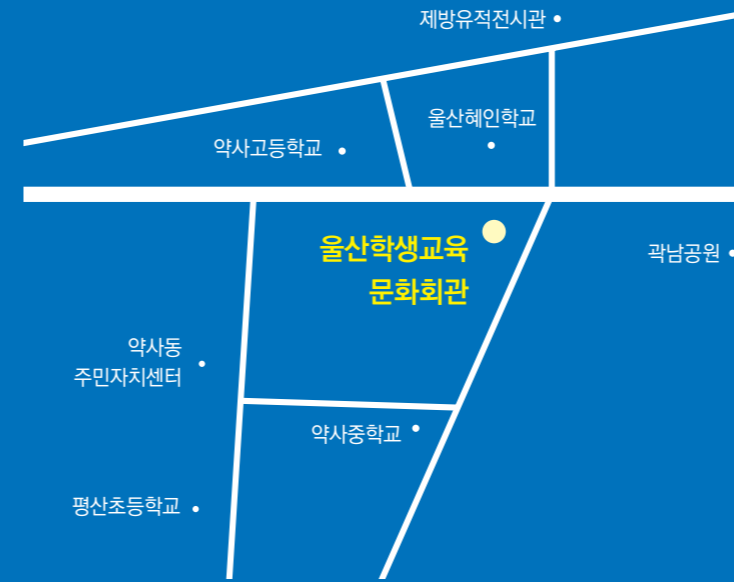 제방유적전시관
울산혜인학교
약사고등학교
울산학생교육
문화회관
곽남공원
약사동
주민자치센터
약사중학교
평산초등학교